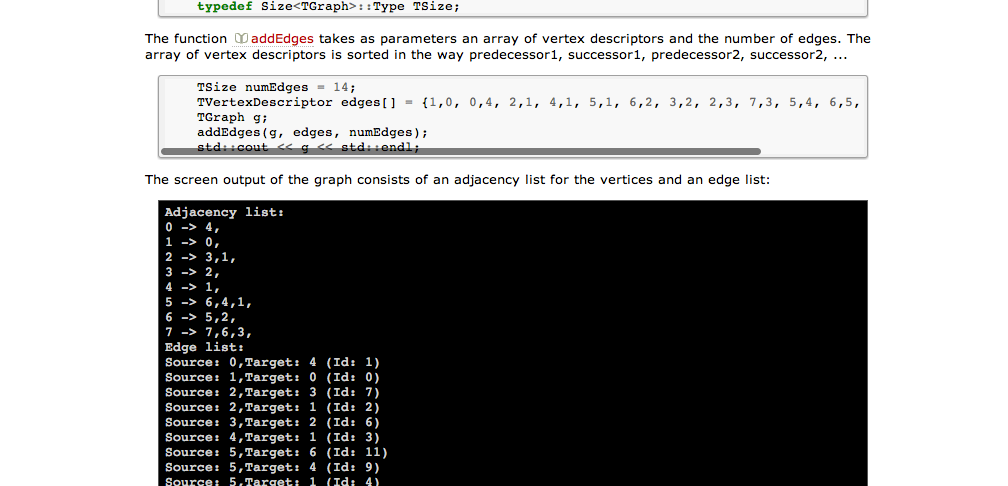 typedef Size<TGraph>::Type TSize;
The function addEdges takes as parameters an array of vertex descriptors and the number of edges. The
array of vertex descriptors is sorted in the way predecessor1, successor1, predecessor2, successor2, ...
TSize numEdges = 14;
TVertexDescriptor edges[] = {1,0, 0,4, 2,1, 4,1, 5,1, 6,2, 3,2, 2,3, 7,3, 5,4, 6,5,
TGraph g;
addEdges(g, edges, numEdges);
std::cout << g << std::endl;
The screen output of the graph consists of an adjacency list for the vertices and an edge list:
Adjacency list:
0 -> 4,
1 -> 0,
2 -> 3,1,
3 -> 2,
4 -> 1,
5 -> 6,4,1,
6 -> 5,2,
7 -> 7,6,3,
Edge list:
Source: 0,Target: 4 (Id: 1)
Source: 1,Target: 0 (Id: 0)
Source: 2,Target: 3 (Id: 7)
Source: 2,Target: 1 (Id: 2)
Source: 3,Target: 2 (Id: 6)
Source: 4,Target: 1 (Id: 3)
Source: 5,Target: 6 (Id: 11)
Source: 5,Target: 4 (Id: 9)
Source: 5,Target: 1 (Id: 4)